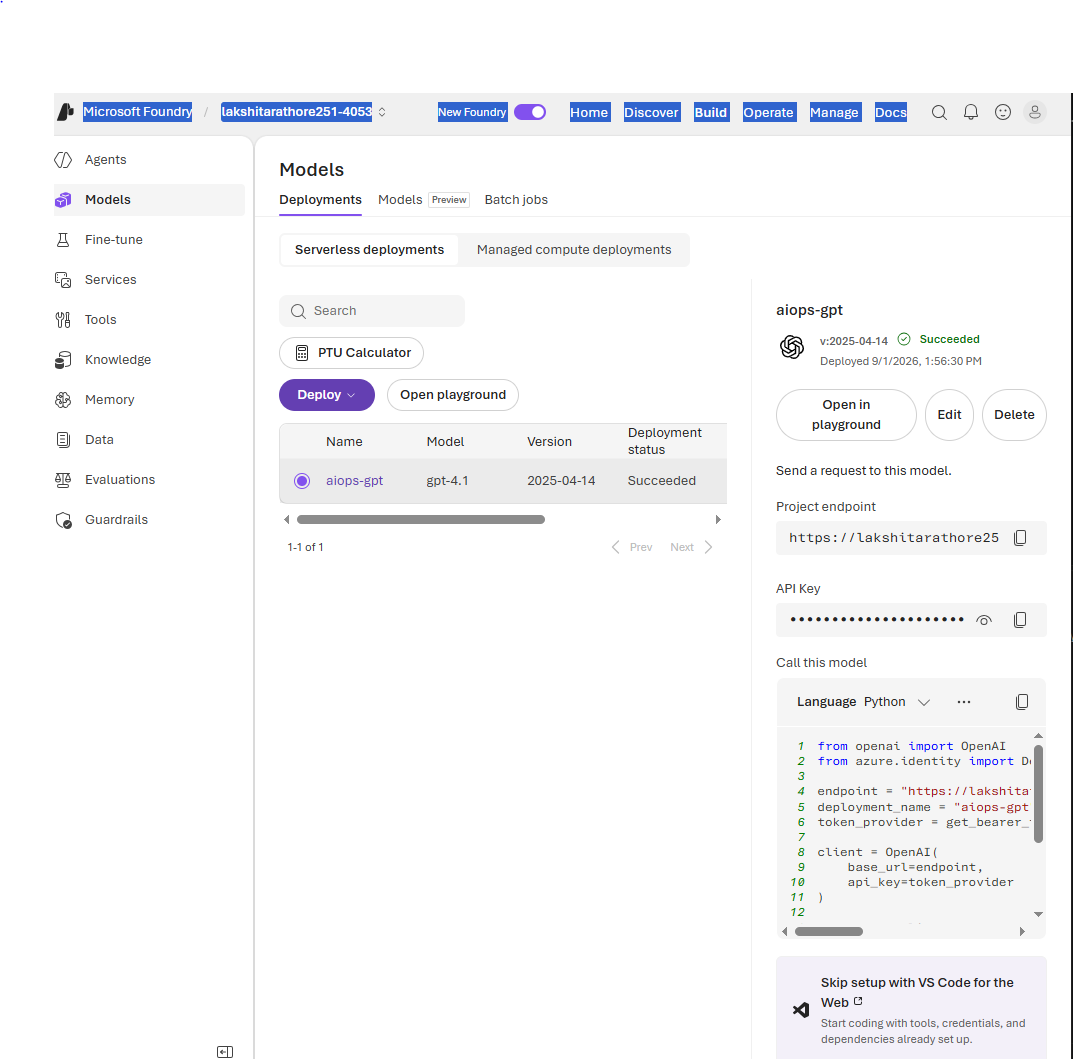 Microsoft Foundry / lakshitarathore251-4053 New Foundry Home Discover Build Operate Manage Docs
Agents
Models
Fine-tune
Services
Tools
Knowledge
Memory
Data
Evaluations
Guardrails
Models
Deployments Models Preview Batch jobs
Serverless deployments Managed compute deployments
Search
PTU Calculator
Deploy Open playground
Name Model Version Deployment status
aiops-gpt gpt-4.1 2025-04-14 Succeeded
1-1 of 1 Prev Next
aiops-gpt
v:2025-04-14 Succeeded
Deployed 9/1/2026, 1:56:30 PM
Open in playground Edit Delete
Send a request to this model.
Project endpoint
https://lakshitarathore25
API Key
•••••••••••••••••••••
Call this model
Language Python ...
1 from openai import OpenAI
2 from azure.identity import
3
4 endpoint = "https://lakshita
5 deployment_name = "aiops-gpt
6 token_provider = get_bearer_
7
8 client = OpenAI(
9 base_url=endpoint,
10 api_key=token_provider
11 )
12
Skip setup with VS Code for the
Web
Start coding with tools, credentials, and
dependencies already set up.